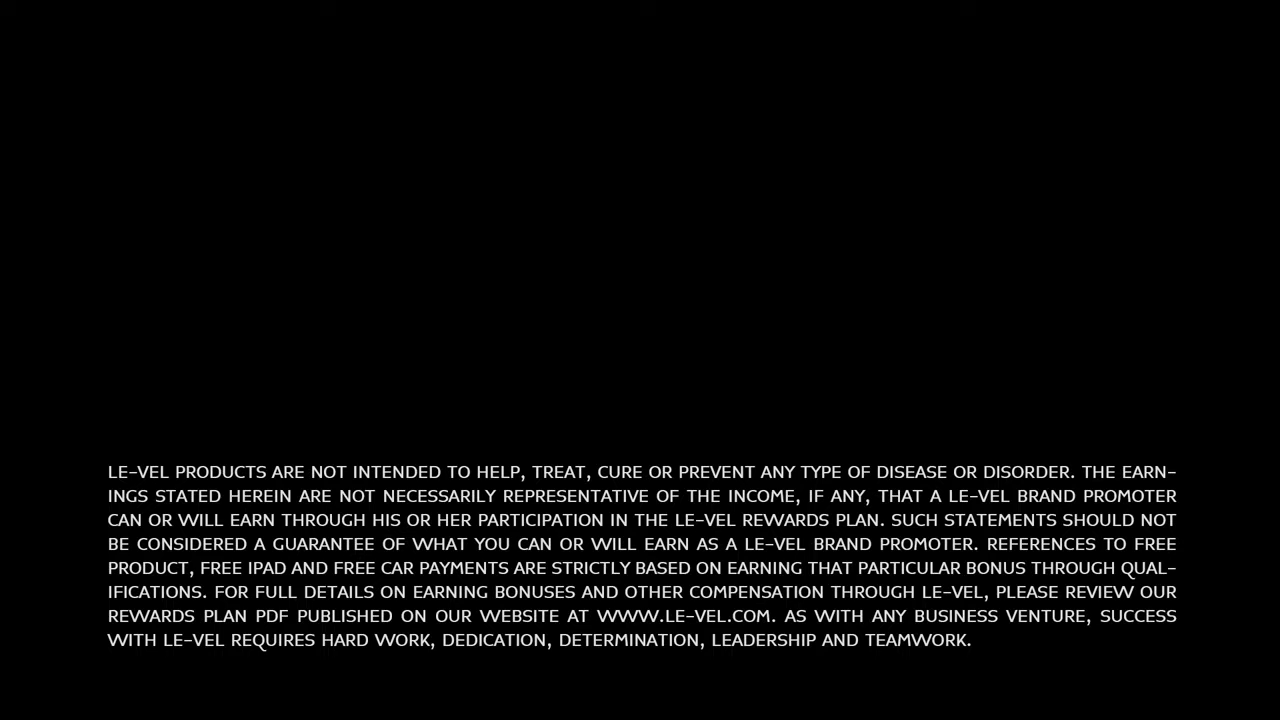 LE-VEL PRODUCTS ARE NOT INTENDED TO HELP, TREAT, CURE OR PREVENT ANY TYPE OF DISEASE OR DISORDER. THE EARN-
INGS STATED HEREIN ARE NOT NECESSARILY REPRESENTATIVE OF THE INCOME, IF ANY, THAT A LE-VEL BRAND PROMOTER
CAN OR WILL EARN THROUGH HIS OR HER PARTICIPATION IN THE LE-VEL REWARDS PLAN. SUCH STATEMENTS SHOULD NOT
BE CONSIDERED A GUARANTEE OF WHAT YOU CAN OR WILL EARN AS A LE-VEL BRAND PROMOTER. REFERENCES TO FREE
PRODUCT, FREE IPAD AND FREE CAR PAYMENTS ARE STRICTLY BASED ON EARNING THAT PARTICULAR BONUS THROUGH QUAL-
IFICATIONS. FOR FULL DETAILS ON EARNING BONUSES AND OTHER COMPENSATION THROUGH LE-VEL, PLEASE REVIEW OUR
REWARDS PLAN PDF PUBLISHED ON OUR WEBSITE AT WWW.LE-VEL.COM. AS WITH ANY BUSINESS VENTURE, SUCCESS
WITH LE-VEL REQUIRES HARD WORK, DEDICATION, DETERMINATION, LEADERSHIP AND TEAMWORK.